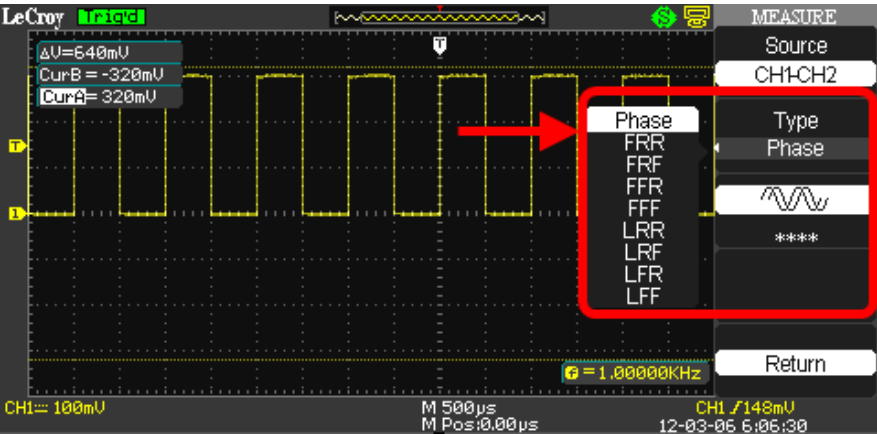 LeCroy Trig'd MEASURE
ΔV=640mV
CurB = -320mV
CurA= 320mV
T
T
1
Source
CH1-CH2
Type
Phase
****
Return
Phase
FRR
FRF
FFR
FFF
LRR
LRF
LFR
LFF
f = 1.00000KHz
CH1 100mV M 500µs CH1 148mV
M Pos:0.00µs 12-03-06 6:06:30